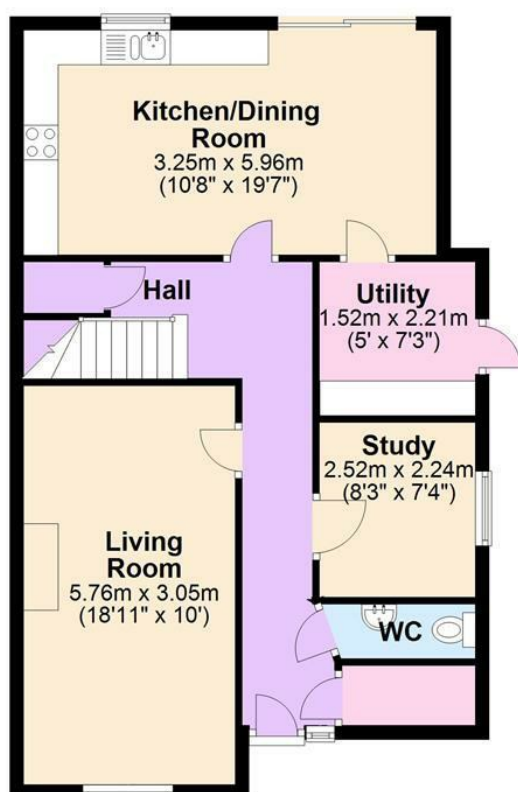 Kitchen/Dining
Room
3.25m x 5.96m
(10'8" x 19'7")
Hall
Utility
1.52m x 2.21m
(5' x 7'3")
Study
2.52m x 2.24m
(8'3" x 7'4")
Living
Room
5.76m x 3.05m
(18'11" x 10')
WC